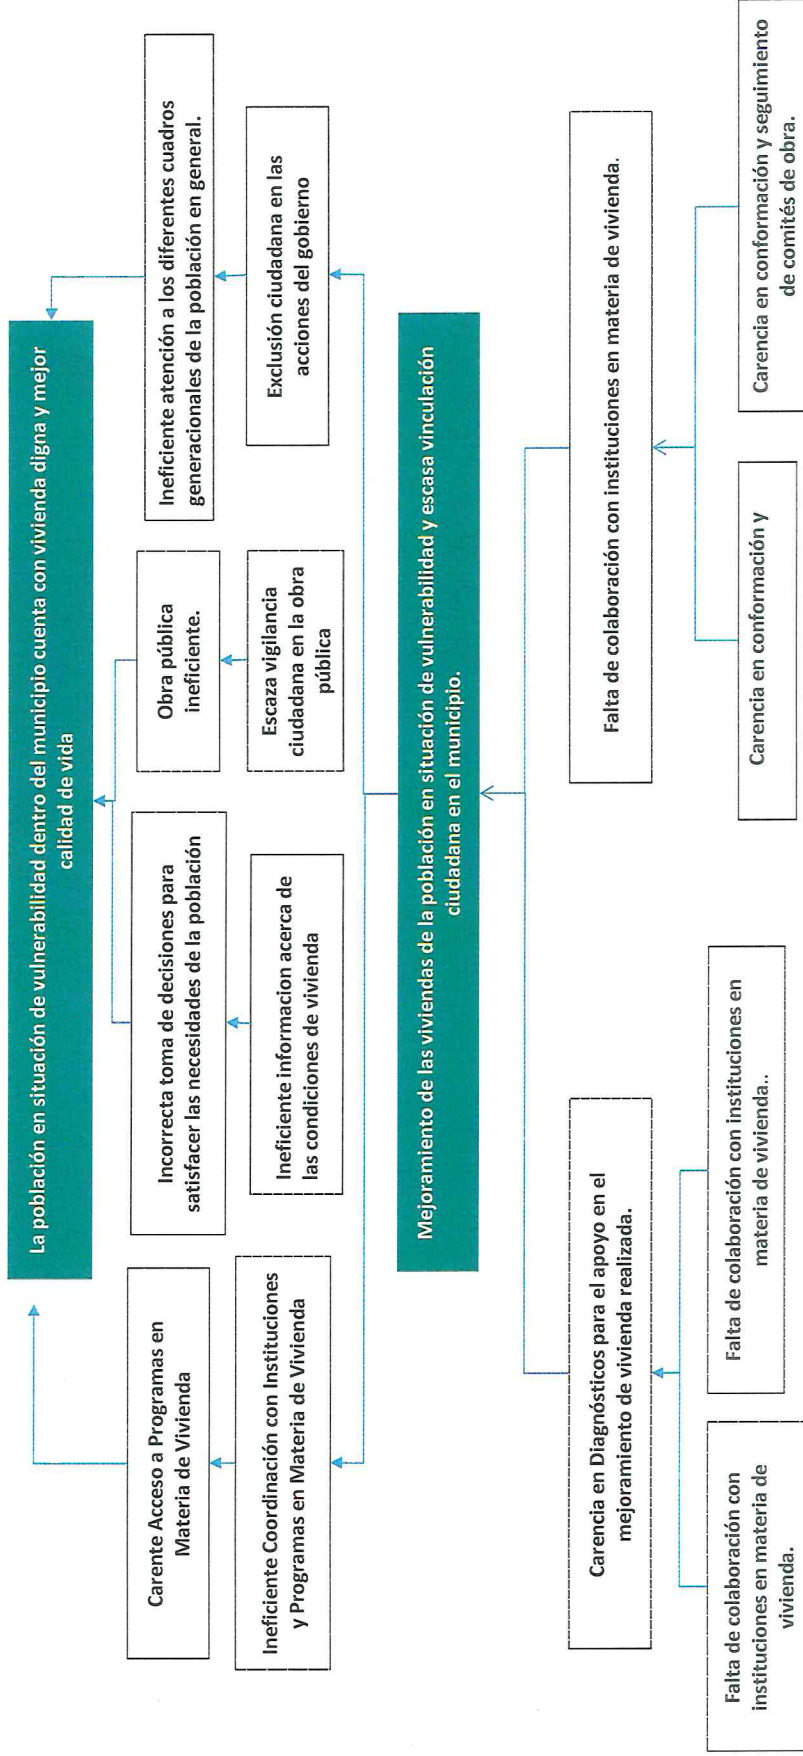 La población en situación de vulnerabilidad dentro del municipio cuenta con vivienda digna y mejor
calidad de vida
Carente Acceso a Programas en
Materia de Vivienda
Incorrecta toma de decisiones para
satisfacer las necesidades de la población
Obra pública
ineficiente.
Ineficiente atención a los diferentes cuadros
generacionales de la población en general.
Ineficiente Coordinación con Instituciones
y Programas en Materia de Vivienda
Ineficiente informacion acerca de
las condiciones de vivienda
Escaza vigilancia
ciudadana en la obra
pública
Exclusión ciudadana en las
acciones del gobierno
Mejoramiento de las viviendas de la población en situación de vulnerabilidad y escasa vinculación
ciudadana en el municipio.
Carencia en Diagnósticos para el apoyo en el
mejoramiento de vivienda realizada.
Falta de colaboración con instituciones en materia de vivienda.
Falta de colaboración con
instituciones en materia de
vivienda.
Falta de colaboración con instituciones en
materia de vivienda..
Carencia en conformación y
Carencia en conformación y seguimiento
de comités de obra.